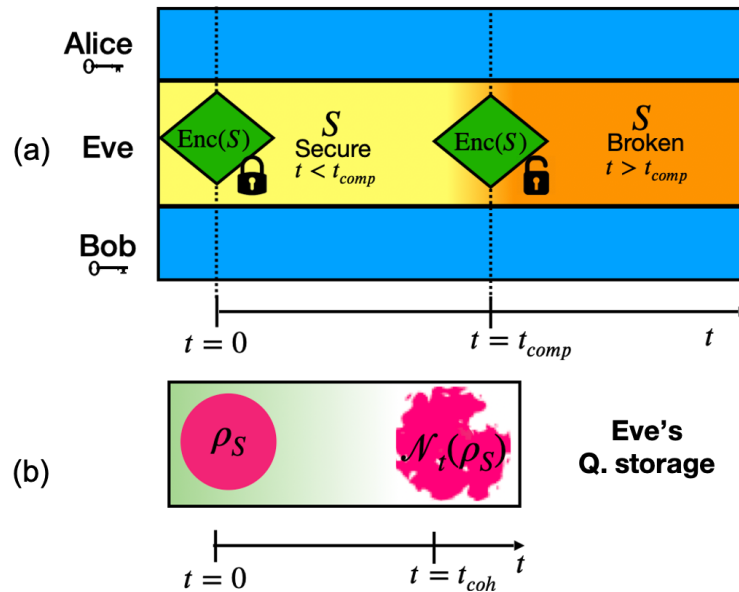 Alice
(a)
Eve
Enc(S)
S
Secure
t < t_comp
Enc(S)
S
Broken
t > t_comp
Bob
t = 0
t = t_comp
t
(b)
ρ_S
𝒩_t(ρ_S)
Eve's
Q. storage
t = 0
t = t_coh
t